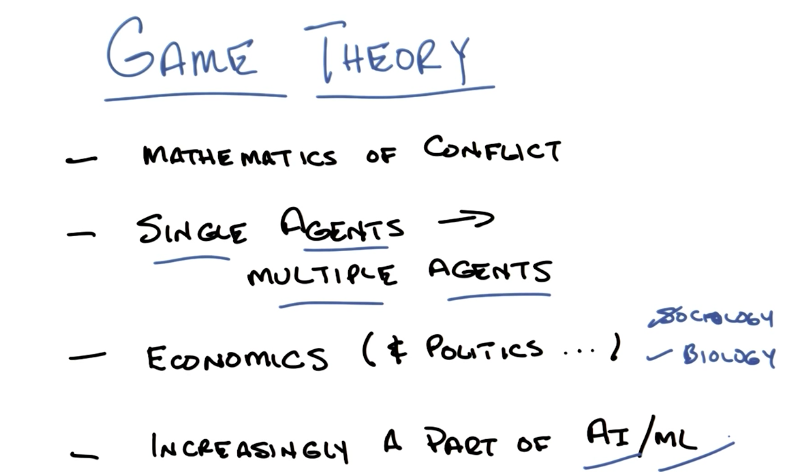 GAME THEORY
— MATHEMATICS OF CONFLICT
— SINGLE AGENTS →
MULTIPLE AGENTS
SOCIOLOGY
— ECONOMICS (& POLITICS ...)
✓ BIOLOGY
— INCREASINGLY A PART OF AI/ML